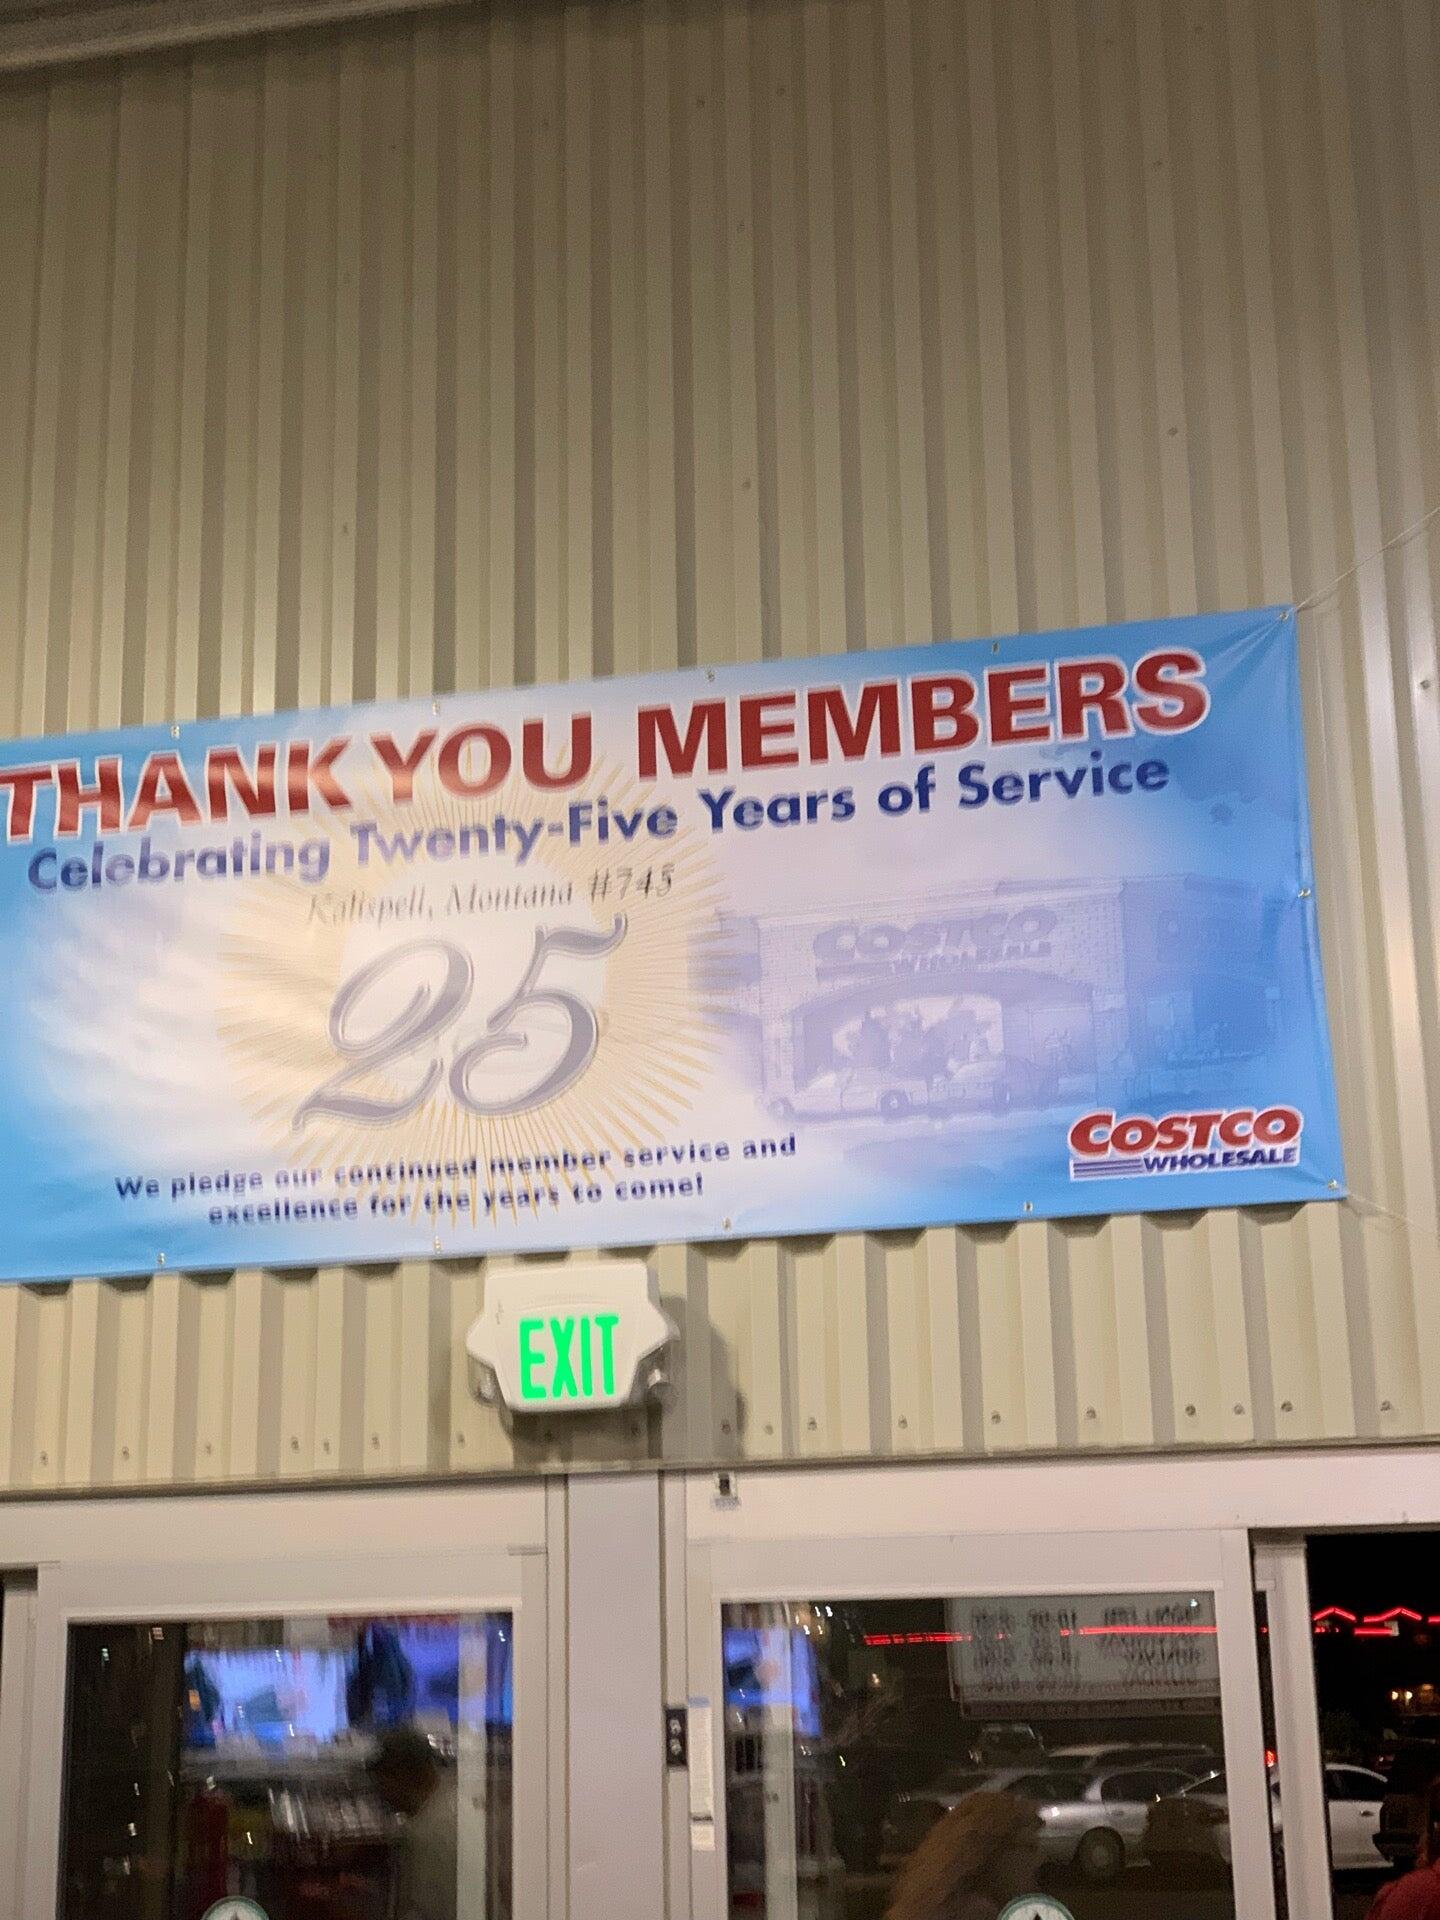 THANK YOU MEMBERS
Celebrating Twenty-Five Years of Service
Kalispell, Montana #745
25
COSTCO
WHOLESALE
We pledge our continued member service and
excellence for the years to come!
COSTCO
WHOLESALE
EXIT